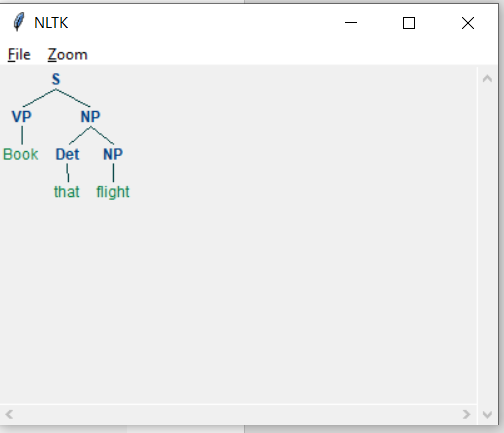 NLTK
File Zoom
S
VP NP
Book Det NP
that flight